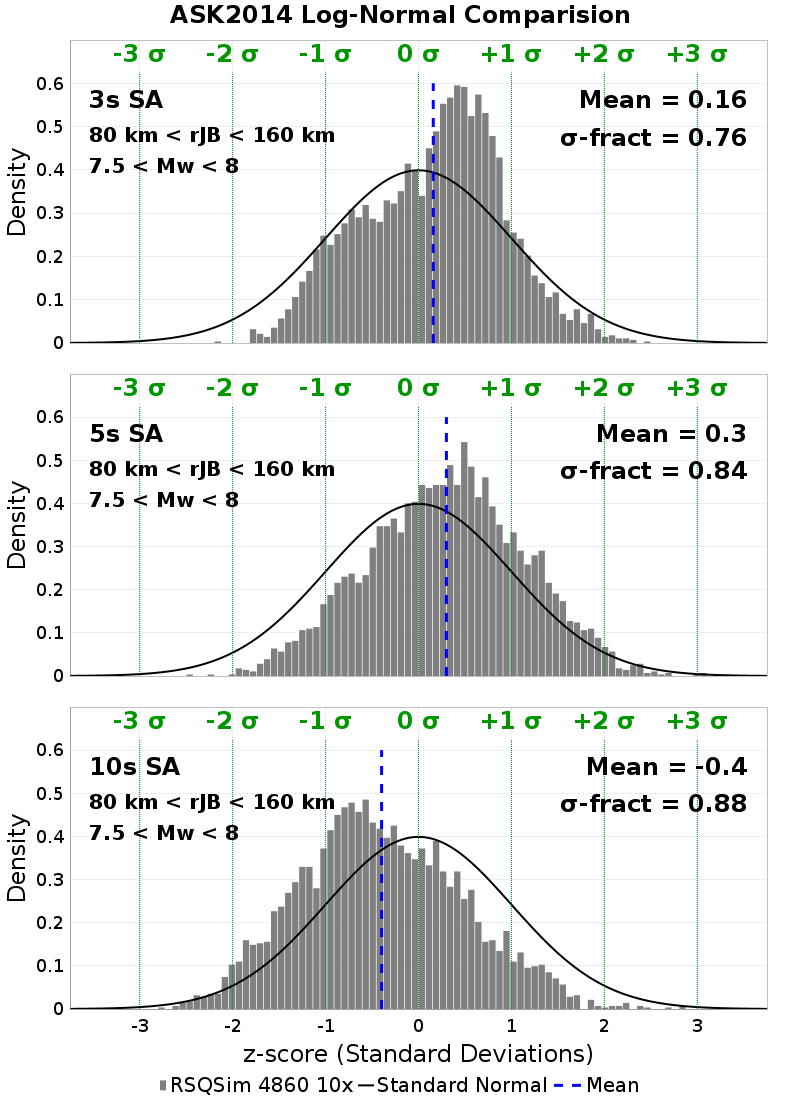 ASK2014 Log-Normal Comparision
-3 σ -2 σ -1 σ 0 σ +1 σ +2 σ +3 σ
0.6
3s SA
Mean = 0.16
0.5
80 km < rJB < 160 km
σ-fract = 0.76
7.5 < Mw < 8
0.4
Density
0.3
0.2
0.1
0
-3 σ -2 σ -1 σ 0 σ +1 σ +2 σ +3 σ
0.6
5s SA
Mean = 0.3
0.5
80 km < rJB < 160 km
σ-fract = 0.84
7.5 < Mw < 8
0.4
Density
0.3
0.2
0.1
0
-3 σ -2 σ -1 σ 0 σ +1 σ +2 σ +3 σ
0.6
10s SA
Mean = -0.4
0.5
80 km < rJB < 160 km
σ-fract = 0.88
7.5 < Mw < 8
0.4
Density
0.3
0.2
0.1
0
-3 -2 -1 0 1 2 3
z-score (Standard Deviations)
RSQSim 4860 10x Standard Normal Mean